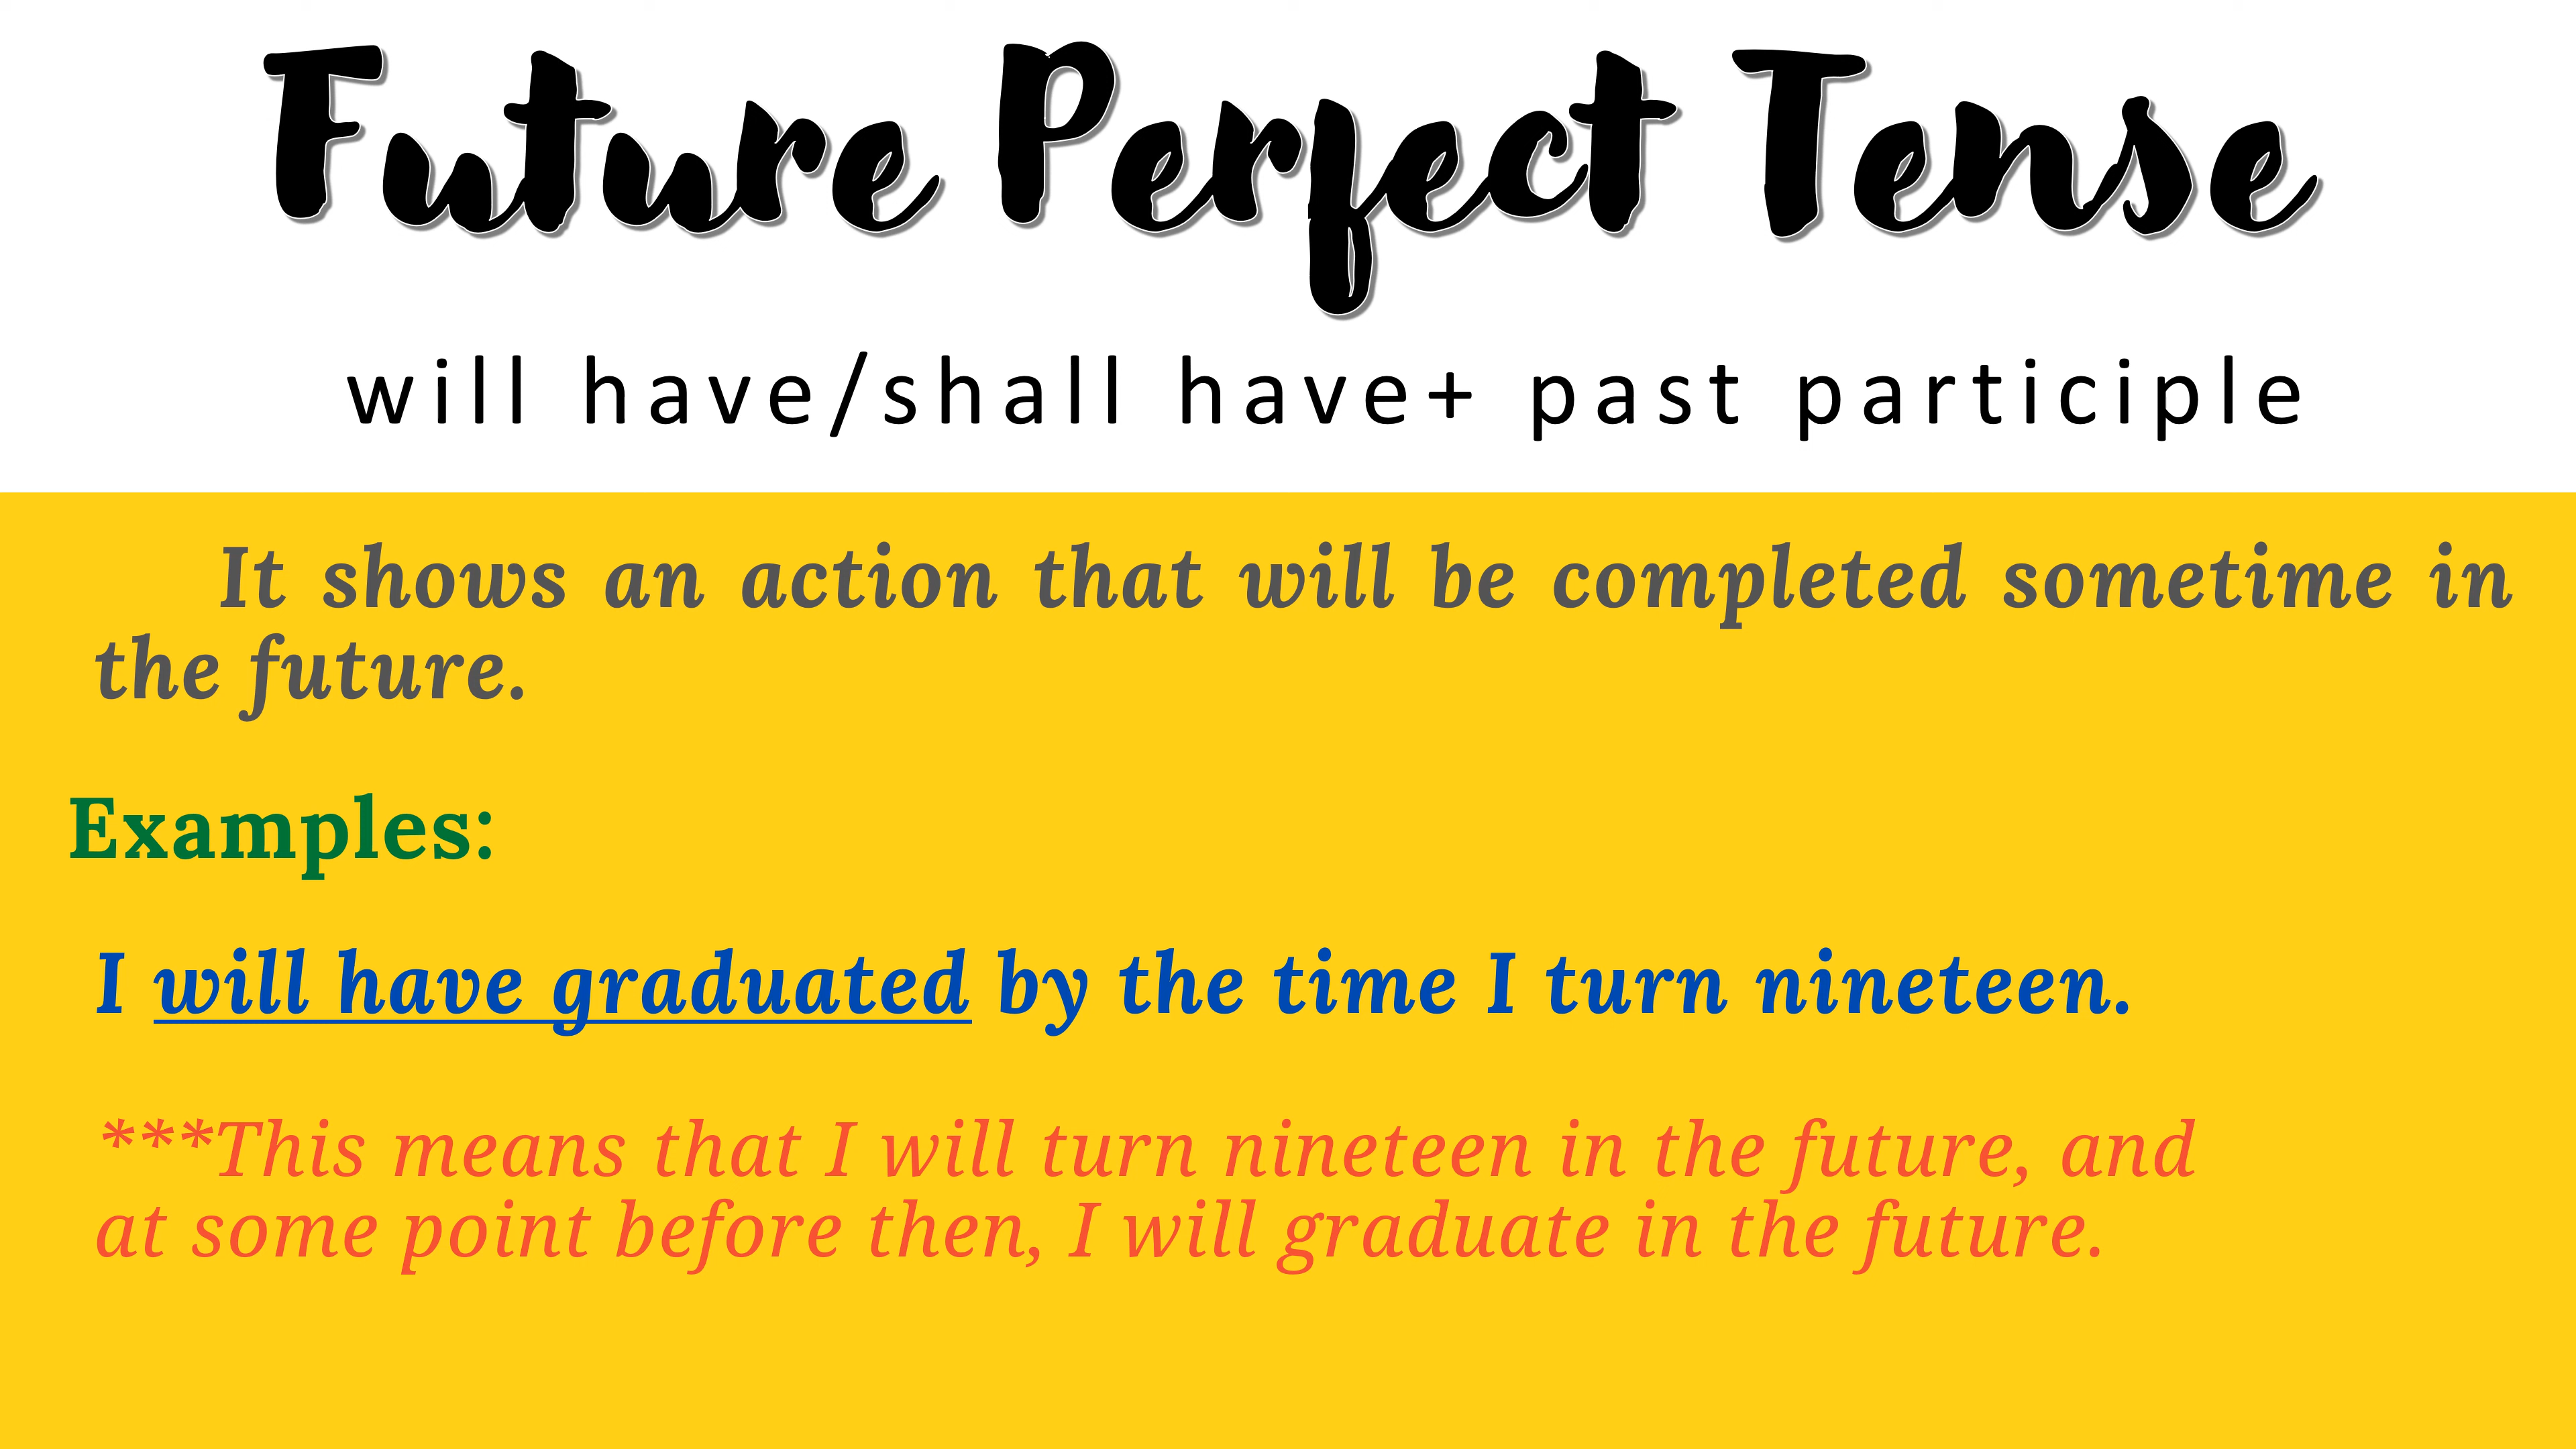 Future Perfect Tense
will have/shall have+ past participle
It shows an action that will be completed sometime in
the future.
Examples:
I will have graduated by the time I turn nineteen.
***This means that I will turn nineteen in the future, and
at some point before then, I will graduate in the future.